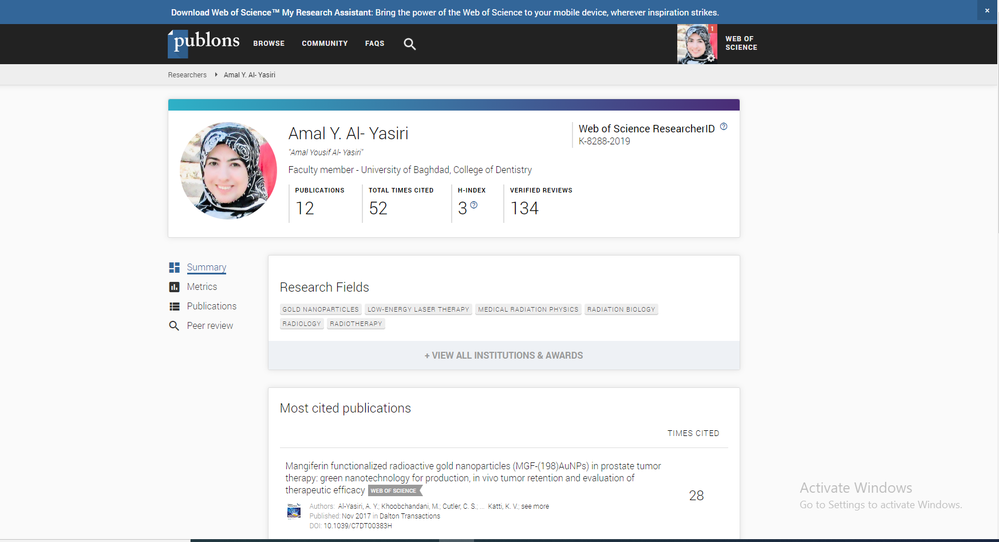 Download Web of Science™ My Research Assistant: Bring the power of the Web of Science to your mobile device, wherever inspiration strikes.
×
publons BROWSE COMMUNITY FAQS
1
WEB OF
SCIENCE
Researchers Amal Y. Al- Yasiri
Amal Y. Al- Yasiri
"Amal Yousif Al- Yasiri"
Web of Science ResearcherID ?
K-8288-2019
Faculty member - University of Baghdad, College of Dentistry
PUBLICATIONS TOTAL TIMES CITED H-INDEX VERIFIED REVIEWS
12 52 3 ? 134
Summary
Metrics
Publications
Peer review
Research Fields
GOLD NANOPARTICLES LOW-ENERGY LASER THERAPY MEDICAL RADIATION PHYSICS RADIATION BIOLOGY
RADIOLOGY RADIOTHERAPY
+ VIEW ALL INSTITUTIONS & AWARDS
Most cited publications
TIMES CITED
Mangiferin functionalized radioactive gold nanoparticles (MGF-(198)AuNPs) in prostate tumor
therapy: green nanotechnology for production, in vivo tumor retention and evaluation of
therapeutic efficacy WEB OF SCIENCE
28
Authors: Al-Yasiri, A. Y.; Khoobchandani, M.; Cutler, C. S.; ... Katti, K. V.; see more
Published: Nov 2017 in Dalton Transactions
DOI: 10.1039/C7DT00383H
Activate Windows
Go to Settings to activate Windows.